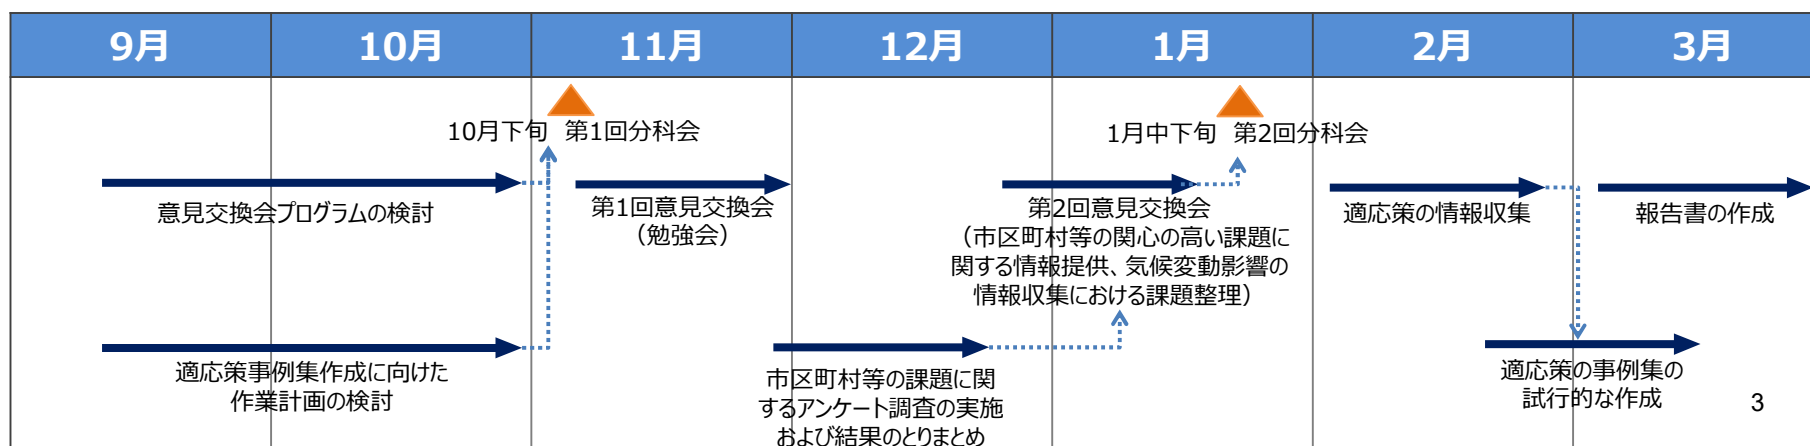 9月 10月 11月 12月 1月 2月 3月
10月下旬 第1回分科会
1月中下旬 第2回分科会
意見交換会プログラムの検討
第1回意見交換会
（勉強会）
第2回意見交換会
（市区町村等の関心の高い課題に
関する情報提供、気候変動影響の
情報収集における課題整理）
適応策の情報収集
報告書の作成
適応策事例集作成に向けた
作業計画の検討
市区町村等の課題に関
するアンケート調査の実施
および結果のとりまとめ
適応策の事例集の
試行的な作成
3